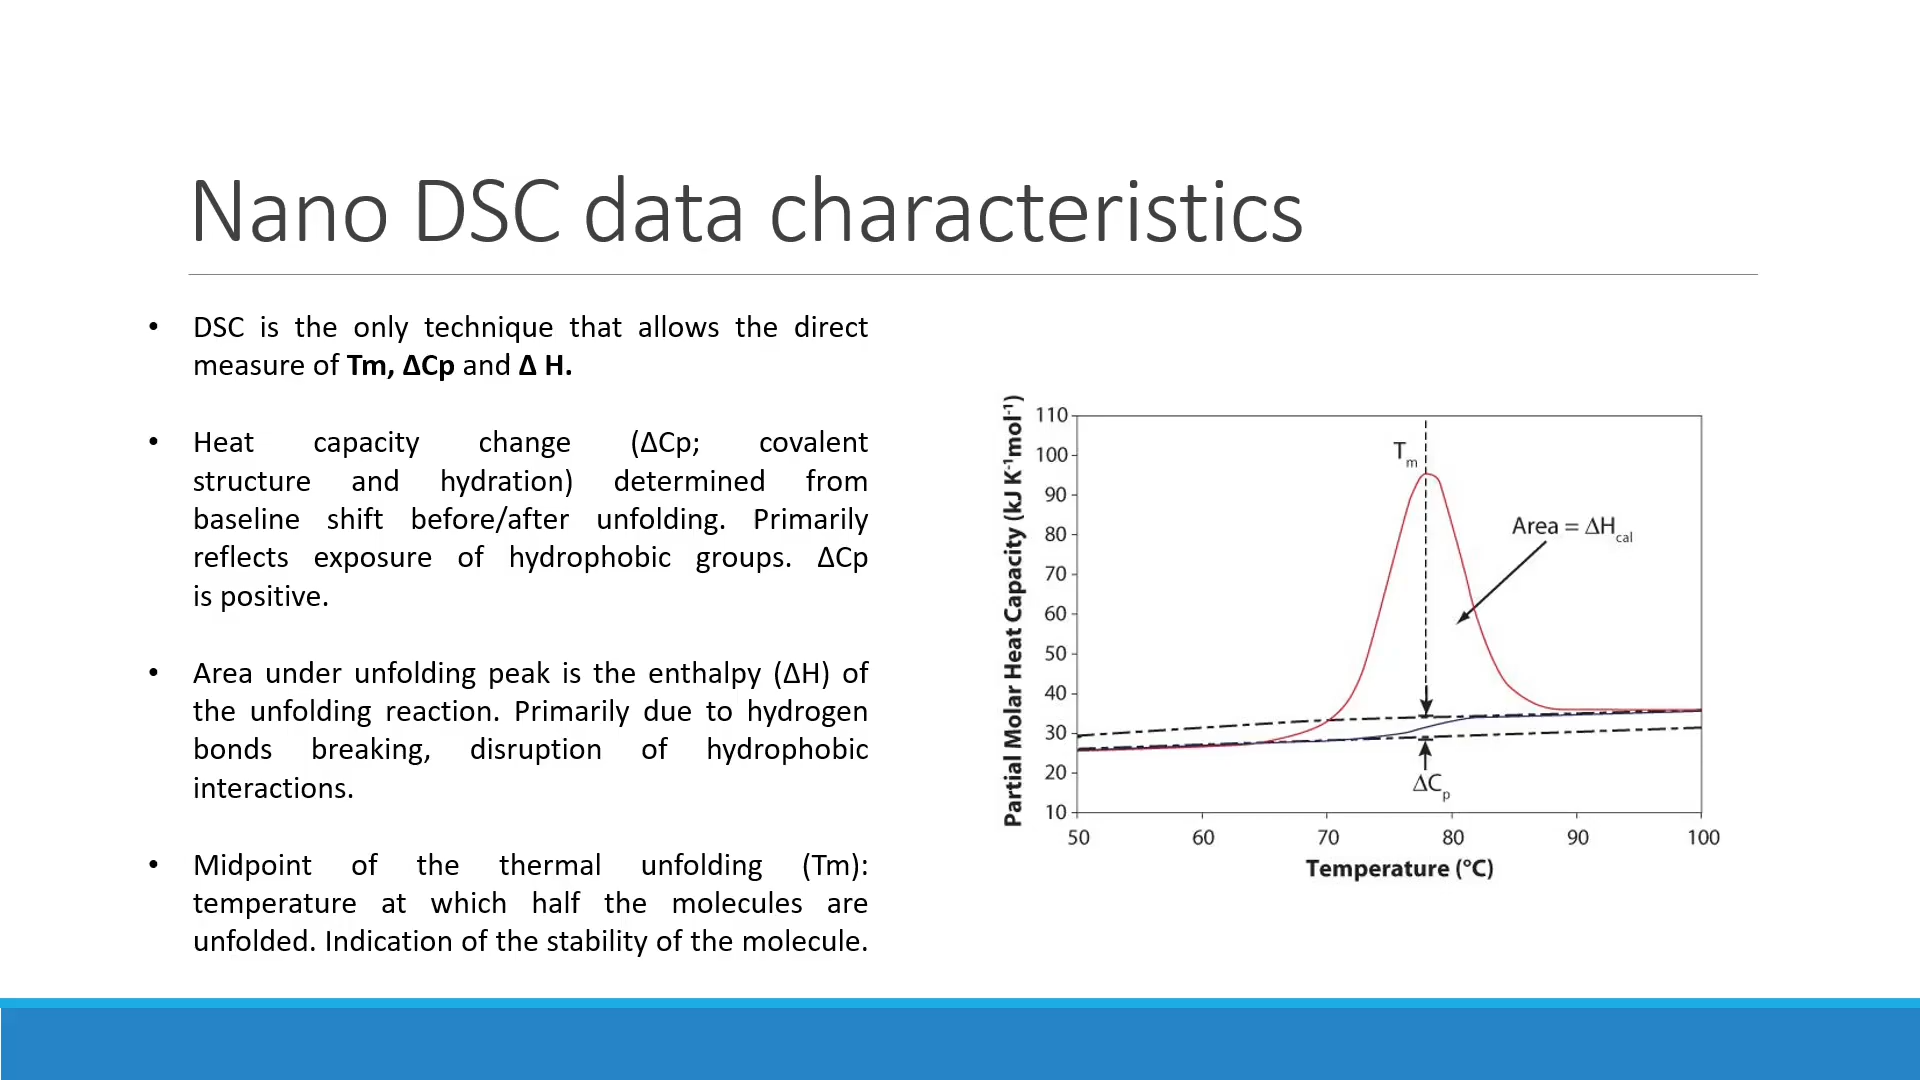 Nano DSC data characteristics
• DSC is the only technique that allows the direct
measure of Tm, ΔCp and Δ H.
• Heat capacity change (ΔCp; covalent
structure and hydration) determined from
baseline shift before/after unfolding. Primarily
reflects exposure of hydrophobic groups. ΔCp
is positive.
• Area under unfolding peak is the enthalpy (ΔH) of
the unfolding reaction. Primarily due to hydrogen
bonds breaking, disruption of hydrophobic
interactions.
• Midpoint of the thermal unfolding (Tm):
temperature at which half the molecules are
unfolded. Indication of the stability of the molecule.
Partial Molar Heat Capacity (kJ K⁻¹mol⁻¹)
110
100
90
80
70
60
50
40
30
20
10
Tm
Area = ΔHcal
ΔCp
50 60 70 80 90 100
Temperature (°C)